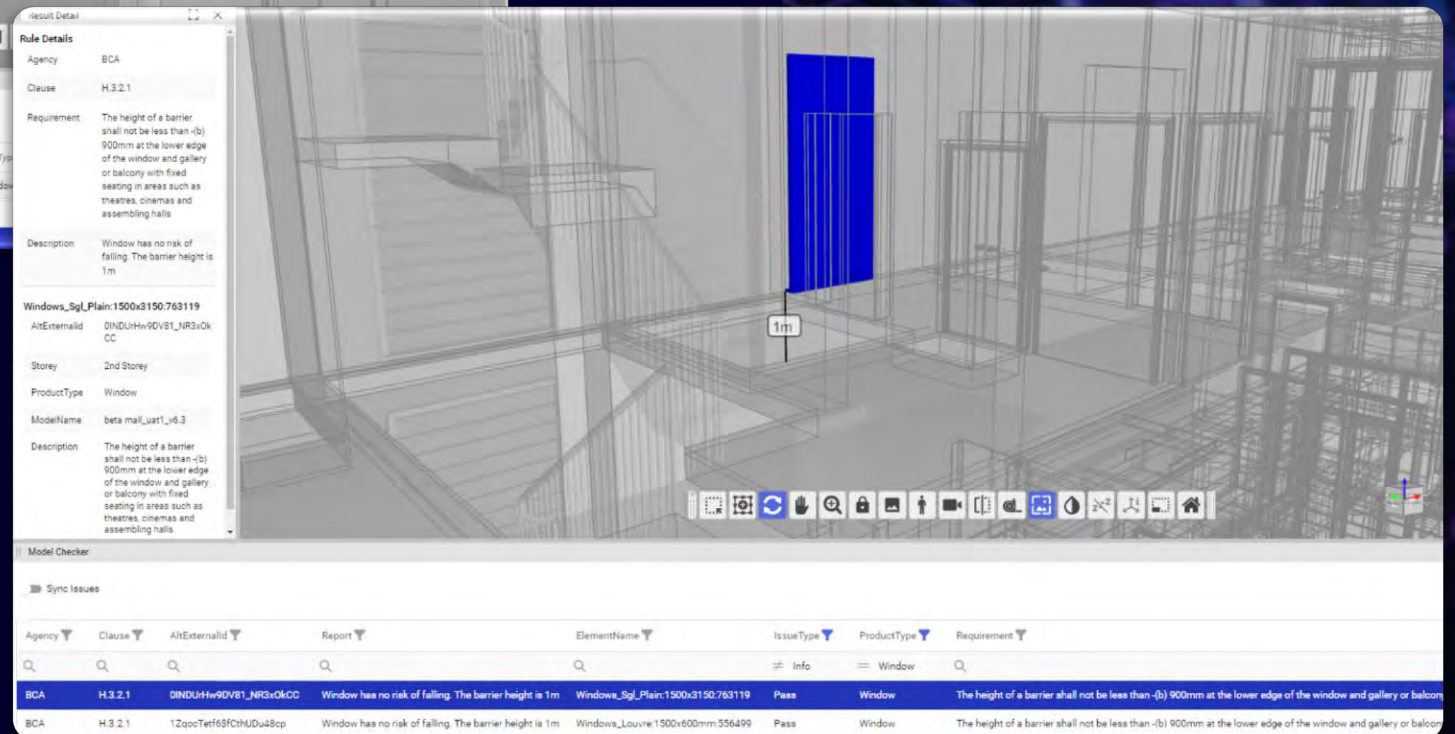 Result Detail
Rule Details
Agency BCA
Clause H.3.2.1
Requirement The height of a barrier
shall not be less than -(b)
900mm at the lower edge
of the window and gallery
or balcony with fixed
seating in areas such as
theatres, cinemas and
assembling halls
Description Window has no risk of
falling. The barrier height is
1m
Windows_Sgl_Plain:1500x3150:763119
AltExternalid 0INDUrHw9DV81_NR3xOk
CC
Storey 2nd Storey
ProductType Window
ModelName beta mall_uat1_v6.3
Description The height of a barrier
shall not be less than -(b)
900mm at the lower edge
of the window and gallery
or balcony with fixed
seating in areas such as
theatres, cinemas and
assembling halls
1m
Model Checker
Sync Issues
Agency Clause AltExternalId Report ElementName IssueType ProductType Requirement
≠ Info = Window
BCA H.3.2.1 0INDUrHw9DV81_NR3xOkCC Window has no risk of falling. The barrier height is 1m Windows_Sgl_Plain:1500x3150:763119 Pass Window The height of a barrier shall not be less than -(b) 900mm at the lower edge of the window and gallery or balcon
BCA H.3.2.1 1ZqocTetf6SfCthUDu48cp Window has no risk of falling. The barrier height is 1m Windows_Louvre:1500x600mm:556499 Pass Window The height of a barrier shall not be less than -(b) 900mm at the lower edge of the window and gallery or balcon